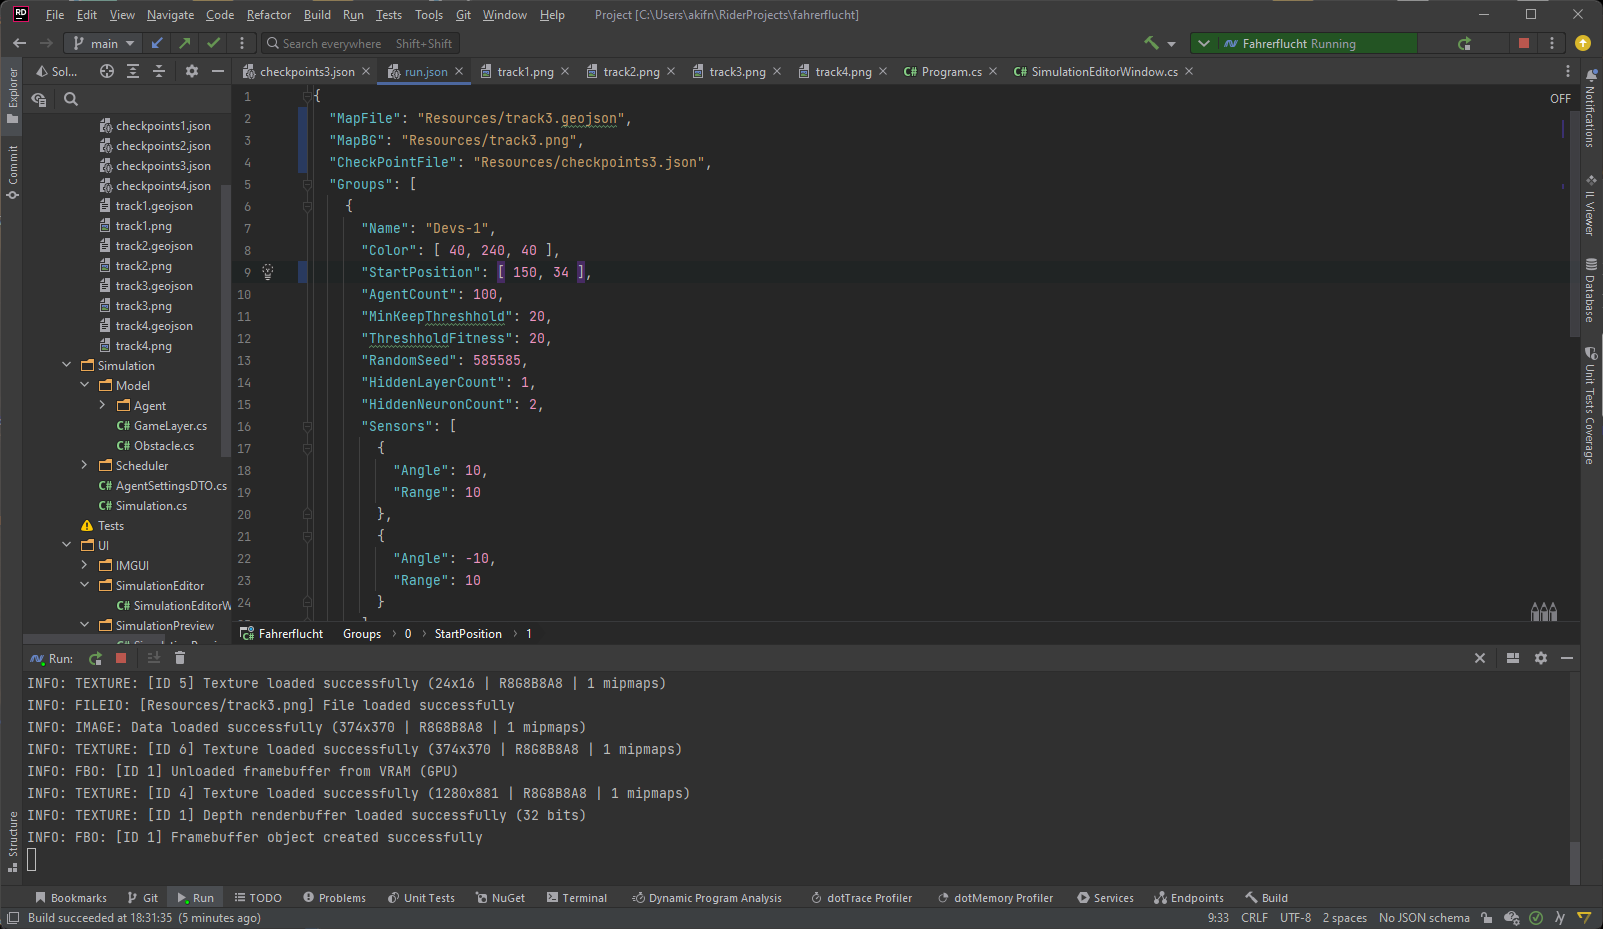 RD File Edit View Navigate Code Refactor Build Run Tests Tools Git Window Help Project [C:\Users\akifn\RiderProjects\fahrerflucht]
main Search everywhere Shift+Shift Fahrerflucht Running
Explorer
Commit
Structure
Sol...
checkpoints1.json
checkpoints2.json
checkpoints3.json
checkpoints4.json
track1.geojson
track1.png
track2.geojson
track2.png
track3.geojson
track3.png
track4.geojson
track4.png
Simulation
Model
Agent
C# GameLayer.cs
C# Obstacle.cs
Scheduler
C# AgentSettingsDTO.cs
C# Simulation.cs
Tests
UI
IMGUI
SimulationEditor
C# SimulationEditorW
SimulationPreview
checkpoints3.json run.json track1.png track2.png track3.png track4.png C# Program.cs C# SimulationEditorWindow.cs
OFF
1 {
2 "MapFile": "Resources/track3.geojson",
3 "MapBG": "Resources/track3.png",
4 "CheckPointFile": "Resources/checkpoints3.json",
5 "Groups": [
6 {
7 "Name": "Devs-1",
8 "Color": [ 40, 240, 40 ],
9 "StartPosition": [ 150, 34 ],
10 "AgentCount": 100,
11 "MinKeepThreshhold": 20,
12 "ThreshholdFitness": 20,
13 "RandomSeed": 585585,
14 "HiddenLayerCount": 1,
15 "HiddenNeuronCount": 2,
16 "Sensors": [
17 {
18 "Angle": 10,
19 "Range": 10
20 },
21 {
22 "Angle": -10,
23 "Range": 10
24 }
Fahrerflucht Groups › 0 › StartPosition › 1
Notifications
IL Viewer
Database
Unit Tests Coverage
Run:
INFO: TEXTURE: [ID 5] Texture loaded successfully (24x16 | R8G8B8A8 | 1 mipmaps)
INFO: FILEIO: [Resources/track3.png] File loaded successfully
INFO: IMAGE: Data loaded successfully (374x370 | R8G8B8A8 | 1 mipmaps)
INFO: TEXTURE: [ID 6] Texture loaded successfully (374x370 | R8G8B8A8 | 1 mipmaps)
INFO: FBO: [ID 1] Unloaded framebuffer from VRAM (GPU)
INFO: TEXTURE: [ID 4] Texture loaded successfully (1280x881 | R8G8B8A8 | 1 mipmaps)
INFO: TEXTURE: [ID 1] Depth renderbuffer loaded successfully (32 bits)
INFO: FBO: [ID 1] Framebuffer object created successfully
Bookmarks Git Run TODO Problems Unit Tests NuGet Terminal Dynamic Program Analysis dotTrace Profiler dotMemory Profiler Services Endpoints Build
Build succeeded at 18:31:35 (5 minutes ago) 9:33 CRLF UTF-8 2 spaces No JSON schema